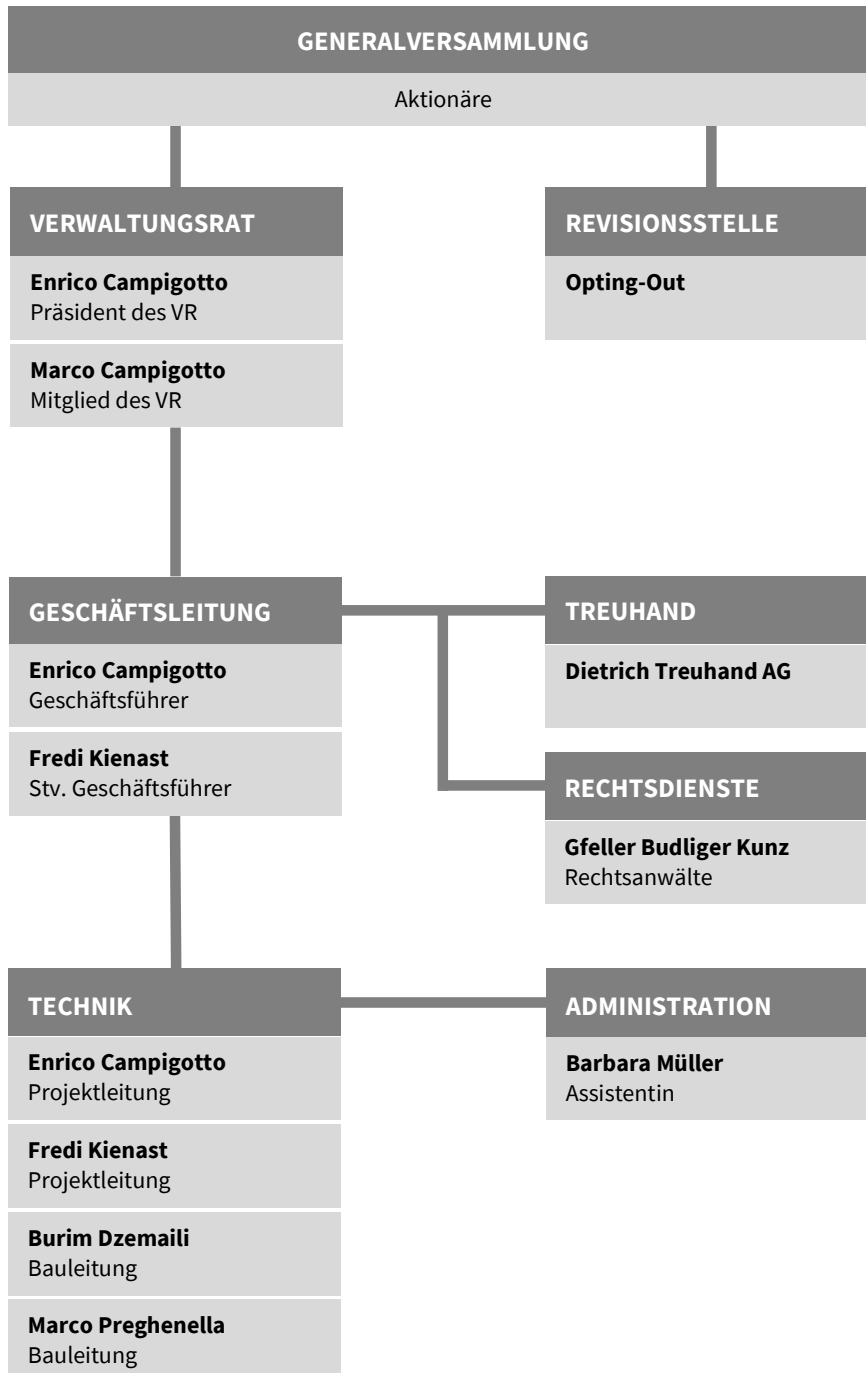 GENERALVERSAMMLUNG
Aktionäre
VERWALTUNGSRAT
Enrico Campigotto
Präsident des VR
Marco Campigotto
Mitglied des VR
REVISIONSSTELLE
Opting-Out
GESCHÄFTSLEITUNG
Enrico Campigotto
Geschäftsführer
Fredi Kienast
Stv. Geschäftsführer
TREUHAND
Dietrich Treuhand AG
RECHTSDIENSTE
Gfeller Budliger Kunz
Rechtsanwälte
TECHNIK
Enrico Campigotto
Projektleitung
Fredi Kienast
Projektleitung
Burim Dzemaili
Bauleitung
Marco Preghenella
Bauleitung
ADMINISTRATION
Barbara Müller
Assistentin